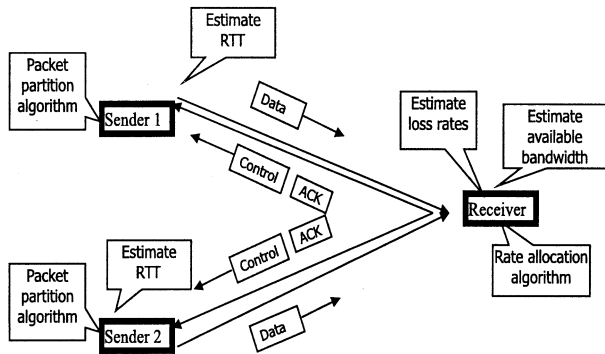 Estimate
RTT
Packet
partition
algorithm
Sender 1
Data
Estimate
loss rates
Estimate
available
bandwidth
Control
ACK
Receiver
ACK
Control
Rate allocation
algorithm
Estimate
RTT
Packet
partition
algorithm
Sender 2
Data